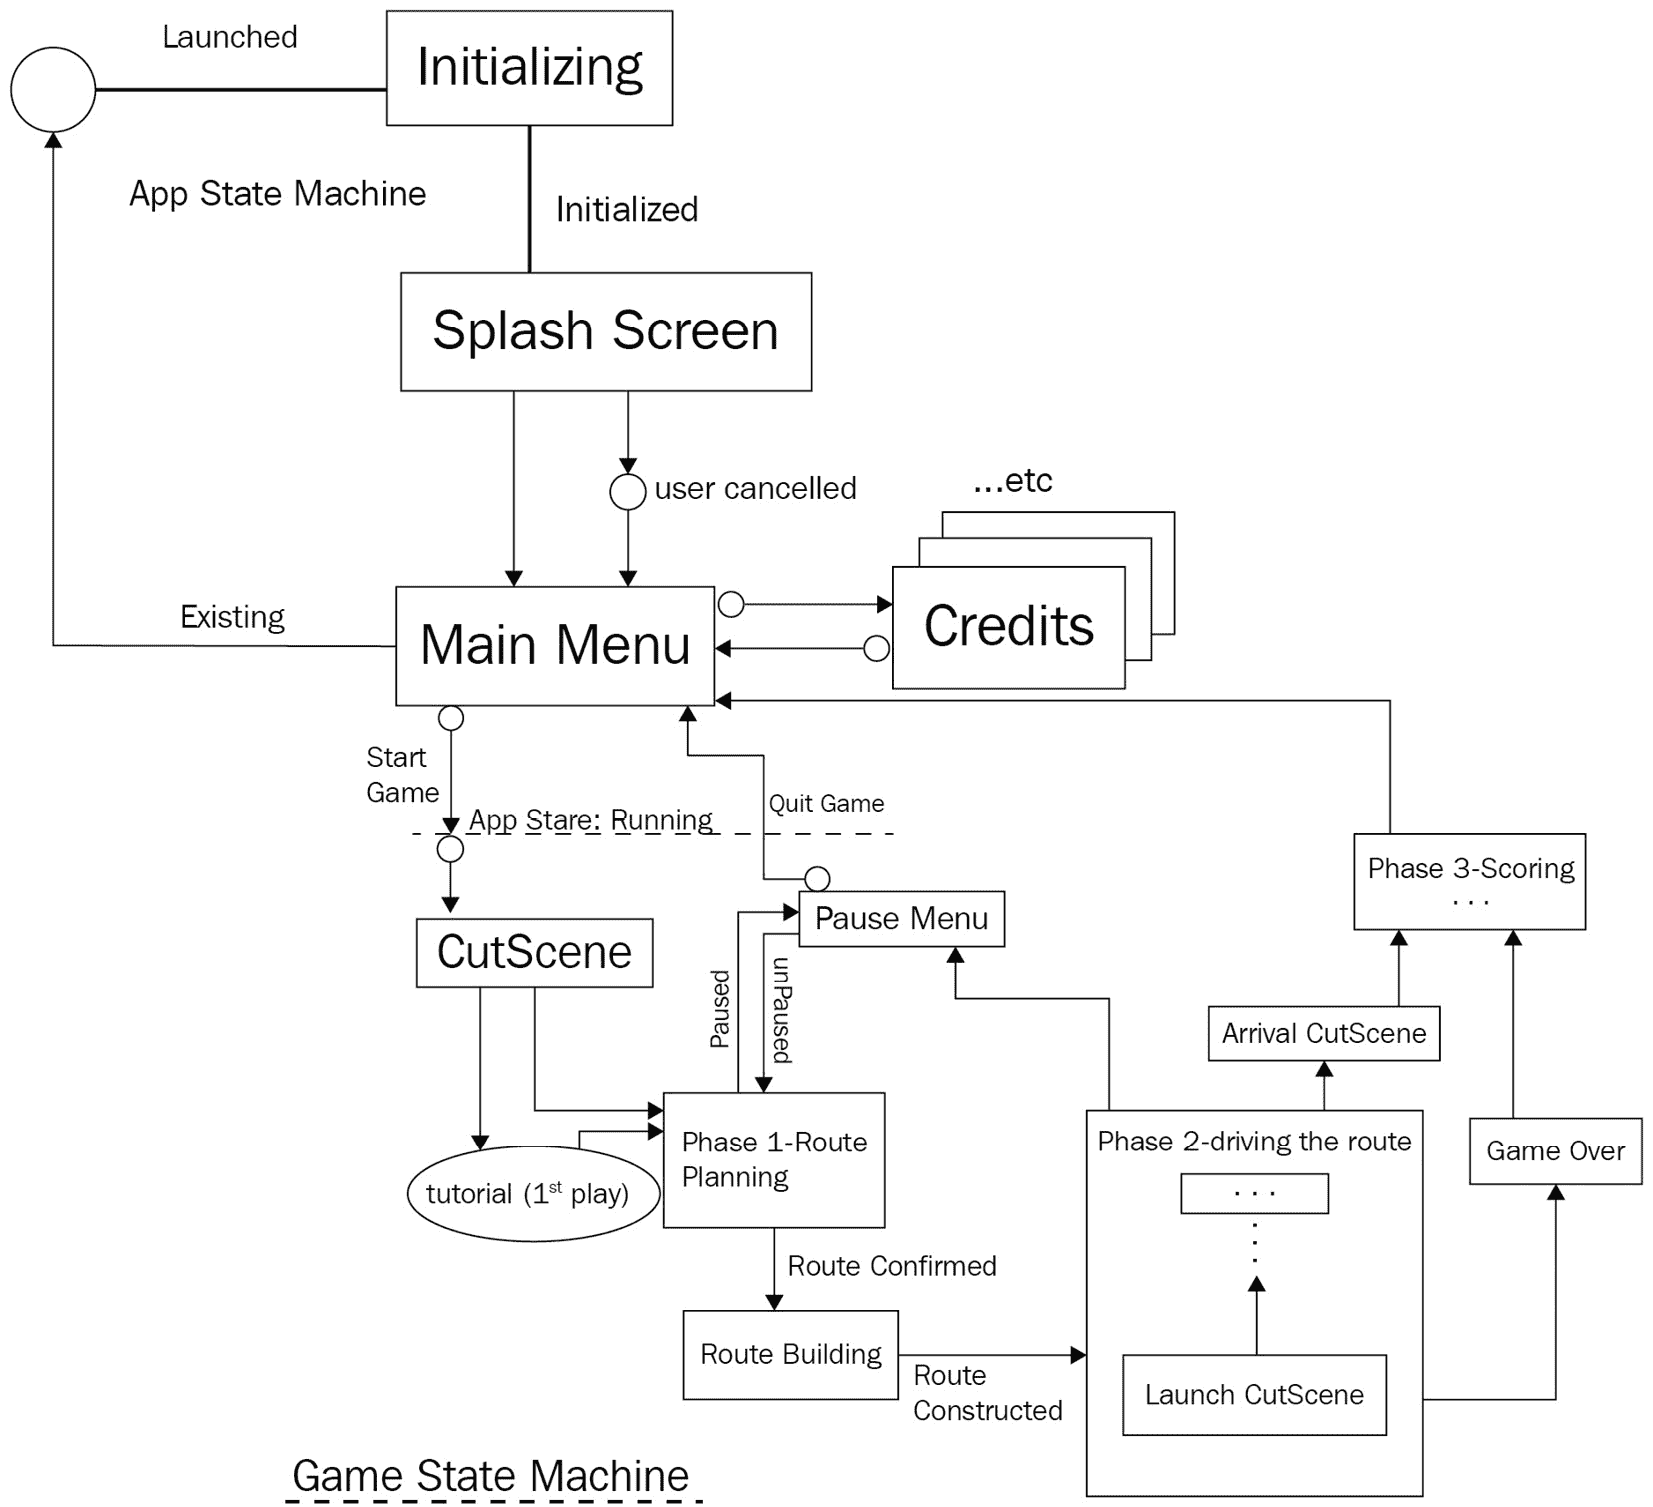 Launched
Initializing
App State Machine
Initialized
Splash Screen
user cancelled
...etc
Existing
Main Menu
Credits
Start
Game
App Stare: Running
Quit Game
Phase 3-Scoring
...
CutScene
Pause Menu
Paused
unPaused
Arrival CutScene
Phase 1-Route
Planning
Phase 2-driving the route
Game Over
tutorial (1st play)
...
Route Confirmed
Route Building
Route
Constructed
Launch CutScene
Game State Machine